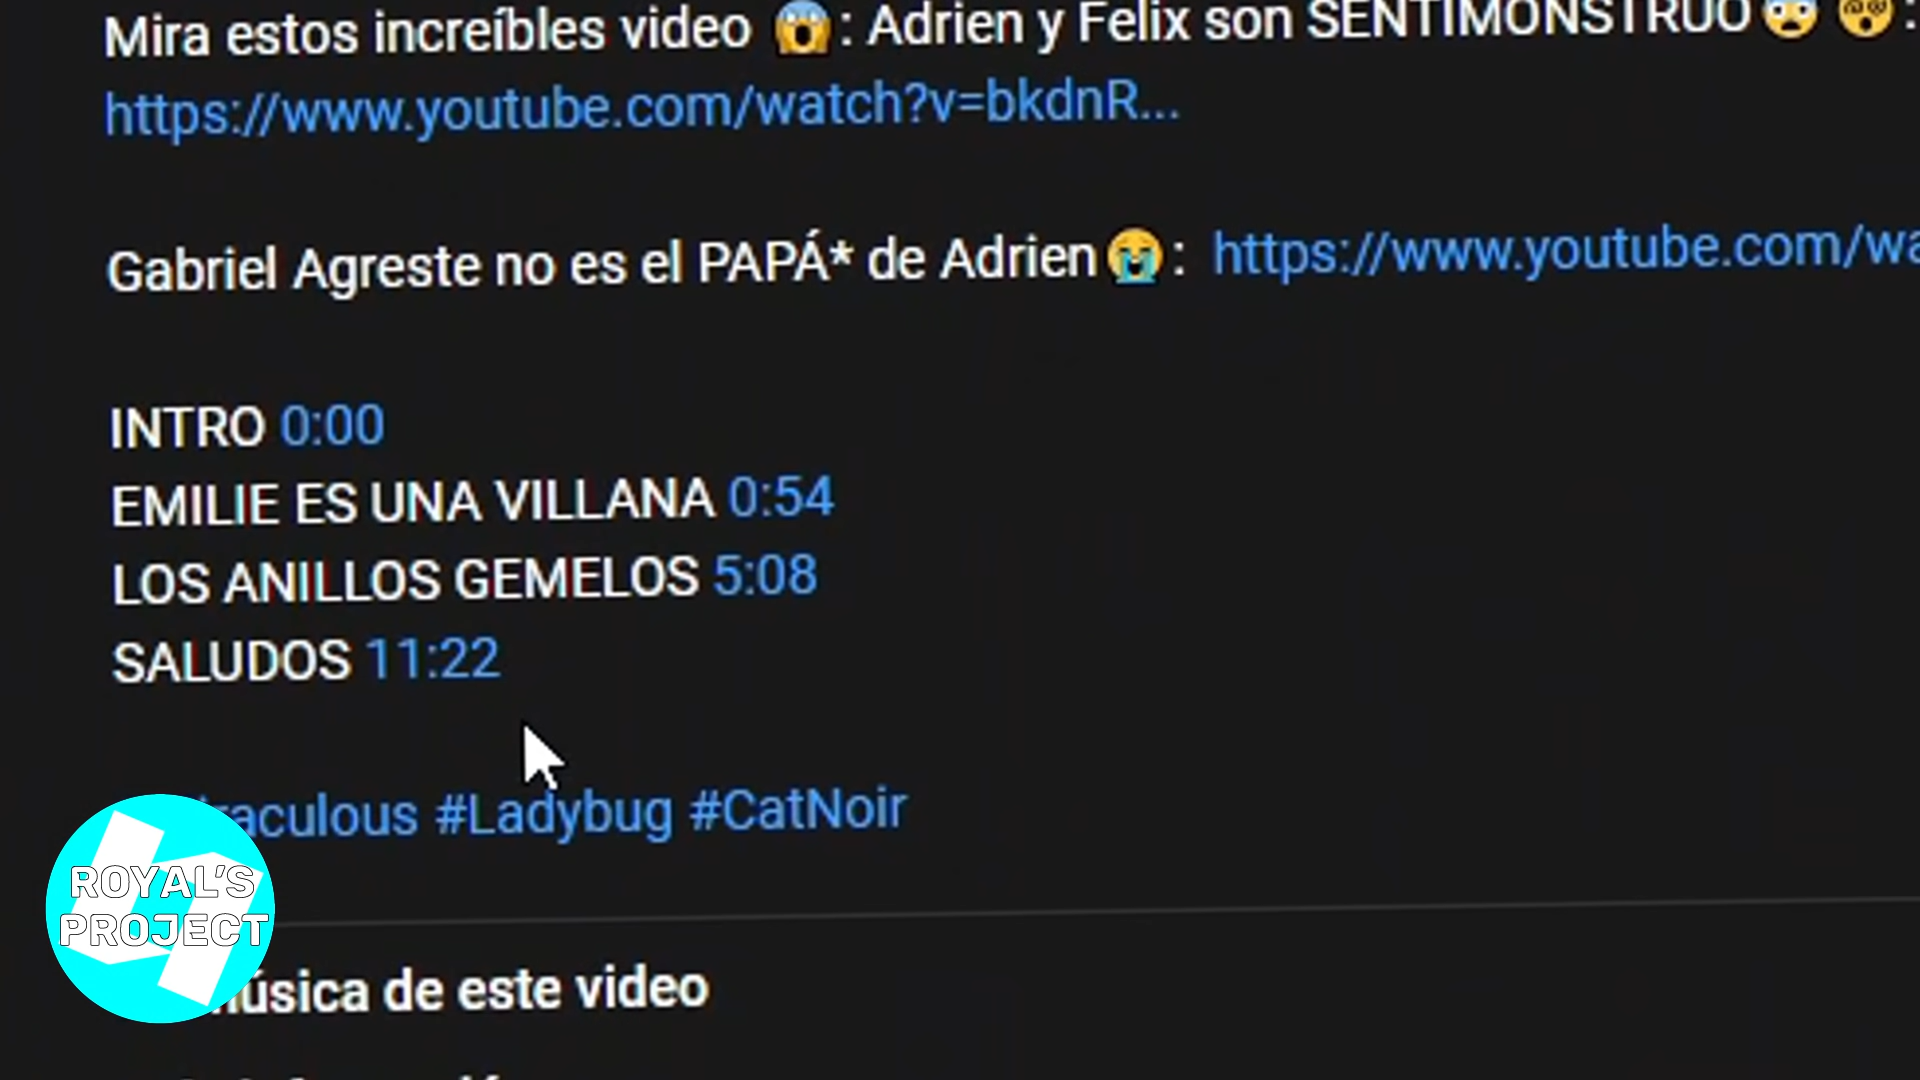 Mira estos increíbles video 😱: Adrien y Felix son SENTIMONSTRUO😨 😵:
https://www.youtube.com/watch?v=bkdnR...
Gabriel Agreste no es el PAPÁ* de Adrien😭: https://www.youtube.com/wa
INTRO 0:00
EMILIE ES UNA VILLANA 0:54
LOS ANILLOS GEMELOS 5:08
SALUDOS 11:22
raculous #Ladybug #CatNoir
ROYAL'S
PROJECT
música de este video